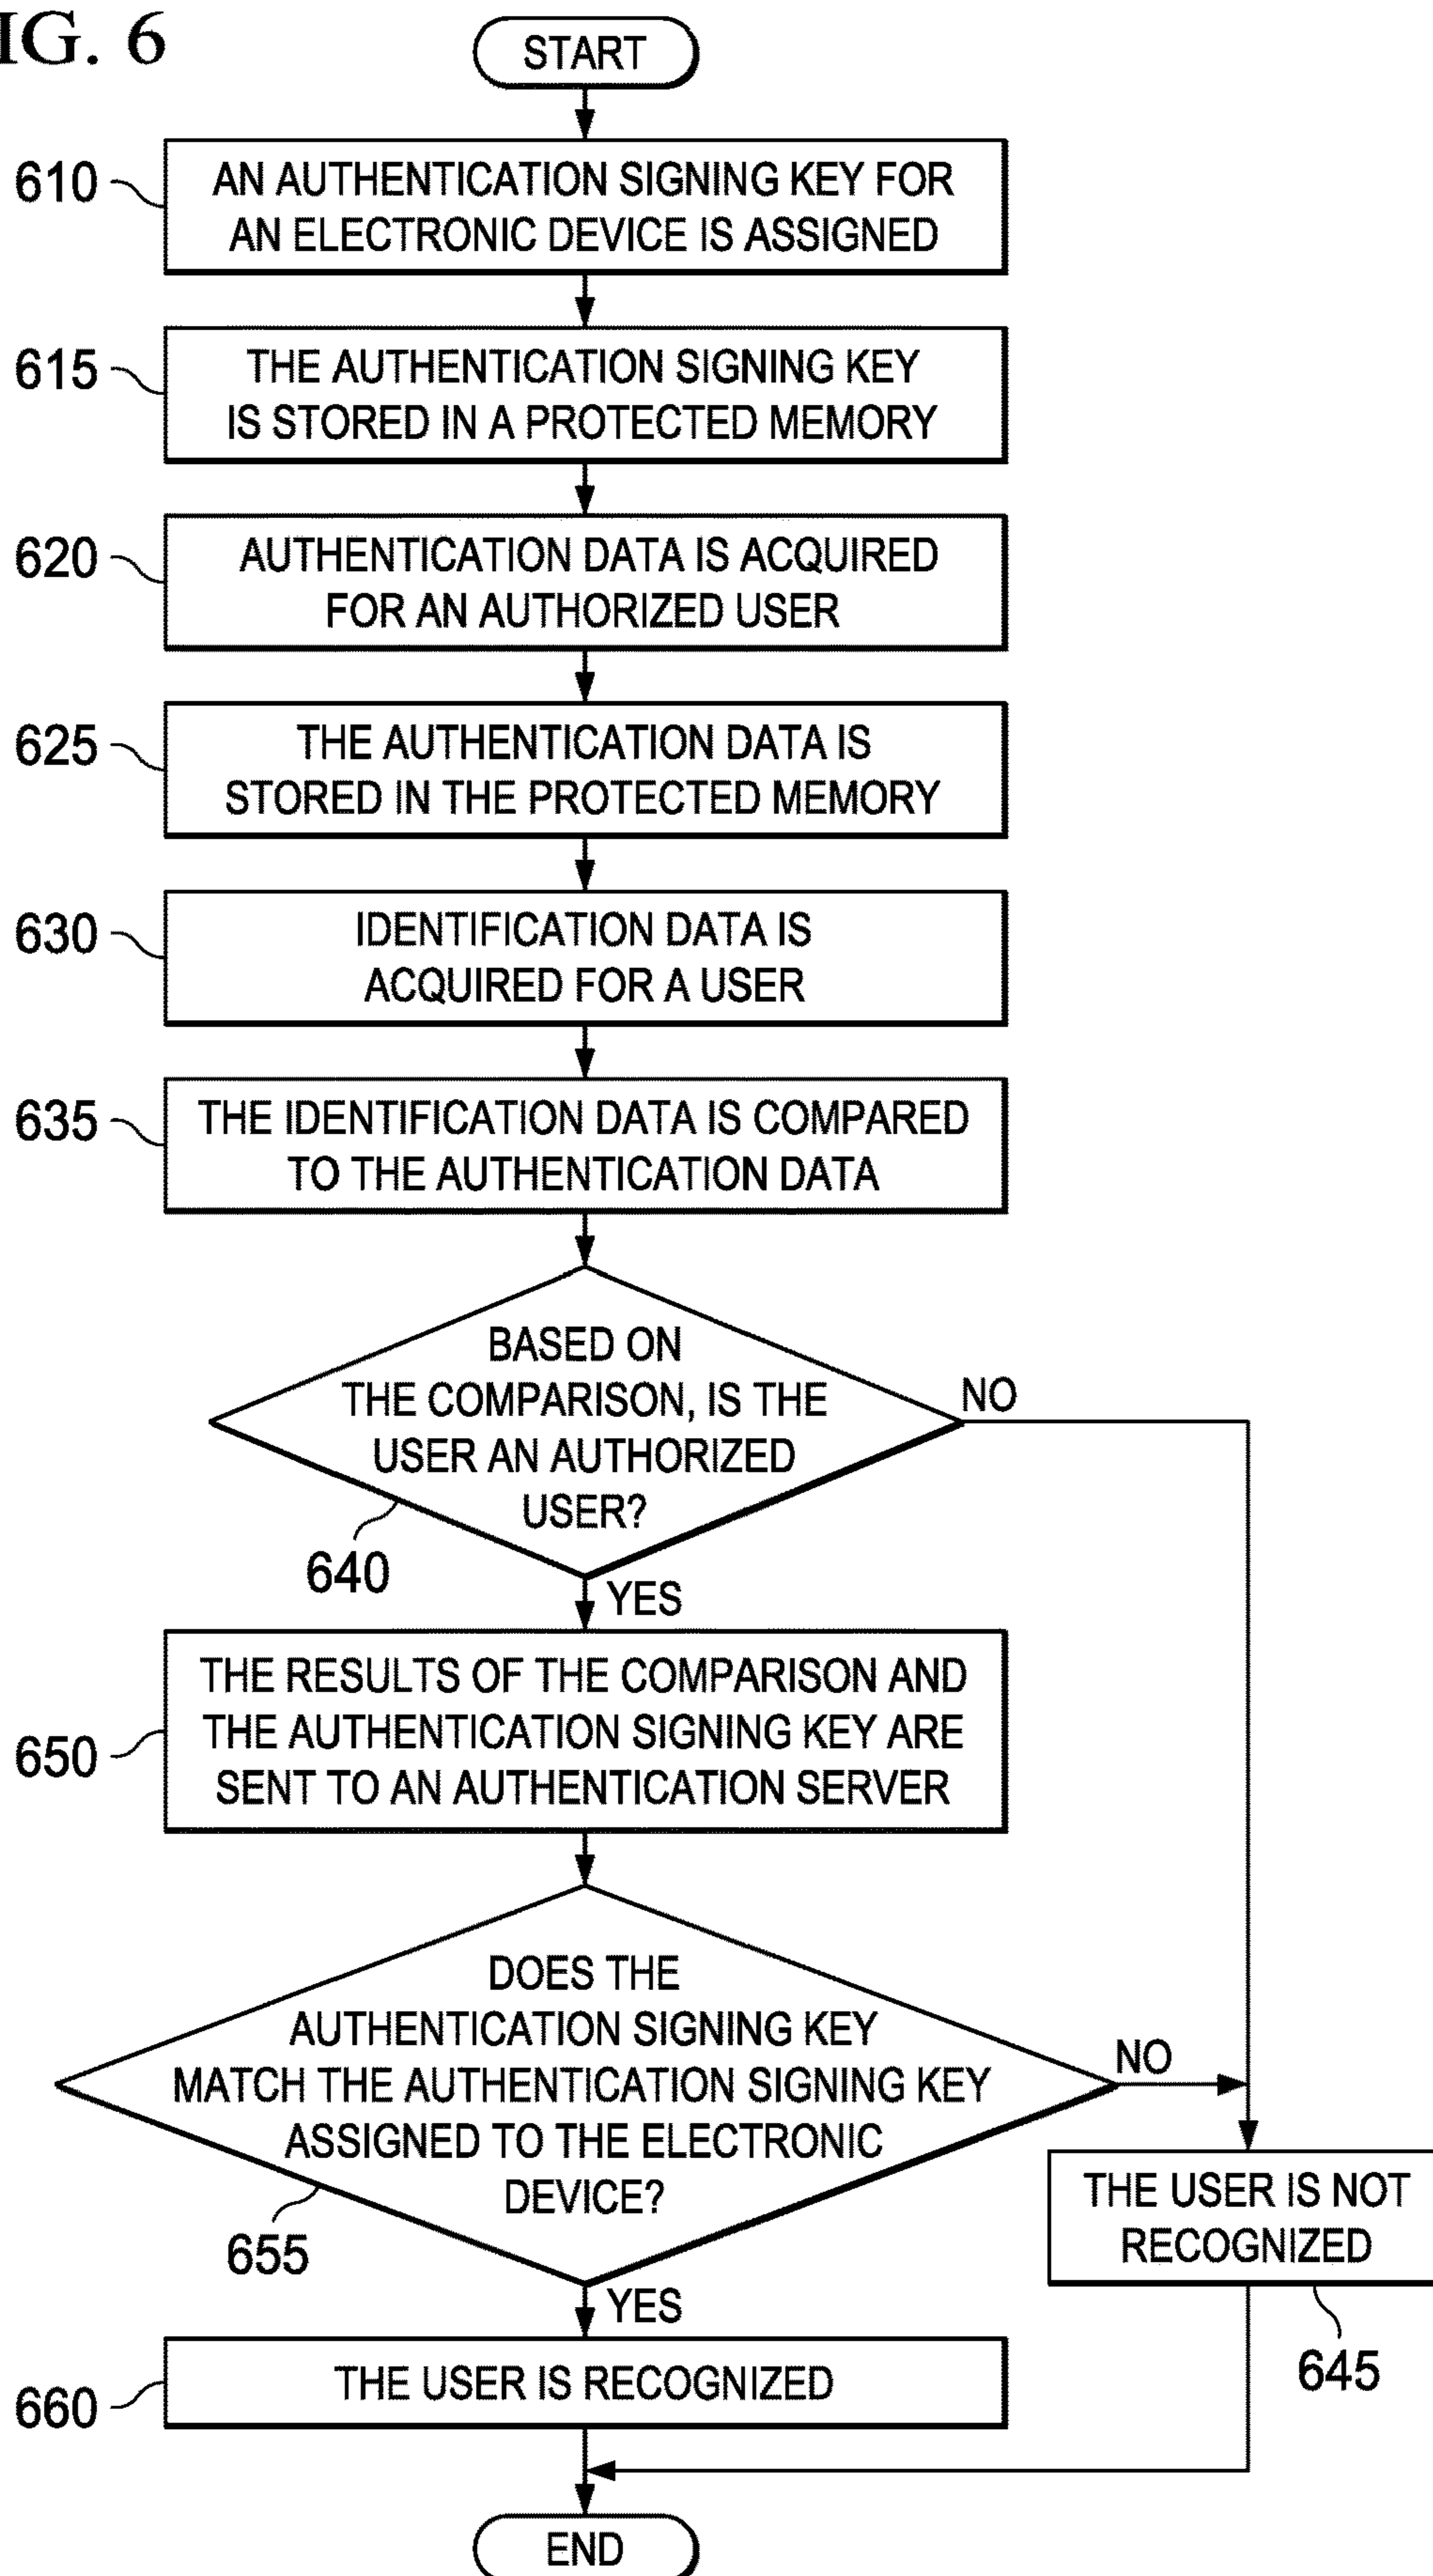 IG. 6
START
610
AN AUTHENTICATION SIGNING KEY FOR
AN ELECTRONIC DEVICE IS ASSIGNED
615
THE AUTHENTICATION SIGNING KEY
IS STORED IN A PROTECTED MEMORY
620
AUTHENTICATION DATA IS ACQUIRED
FOR AN AUTHORIZED USER
625
THE AUTHENTICATION DATA IS
STORED IN THE PROTECTED MEMORY
630
IDENTIFICATION DATA IS
ACQUIRED FOR A USER
635
THE IDENTIFICATION DATA IS COMPARED
TO THE AUTHENTICATION DATA
BASED ON
THE COMPARISON, IS THE
USER AN AUTHORIZED
USER?
NO
640
YES
650
THE RESULTS OF THE COMPARISON AND
THE AUTHENTICATION SIGNING KEY ARE
SENT TO AN AUTHENTICATION SERVER
DOES THE
AUTHENTICATION SIGNING KEY
MATCH THE AUTHENTICATION SIGNING KEY
ASSIGNED TO THE ELECTRONIC
DEVICE?
NO
655
YES
THE USER IS NOT
RECOGNIZED
645
660
THE USER IS RECOGNIZED
END